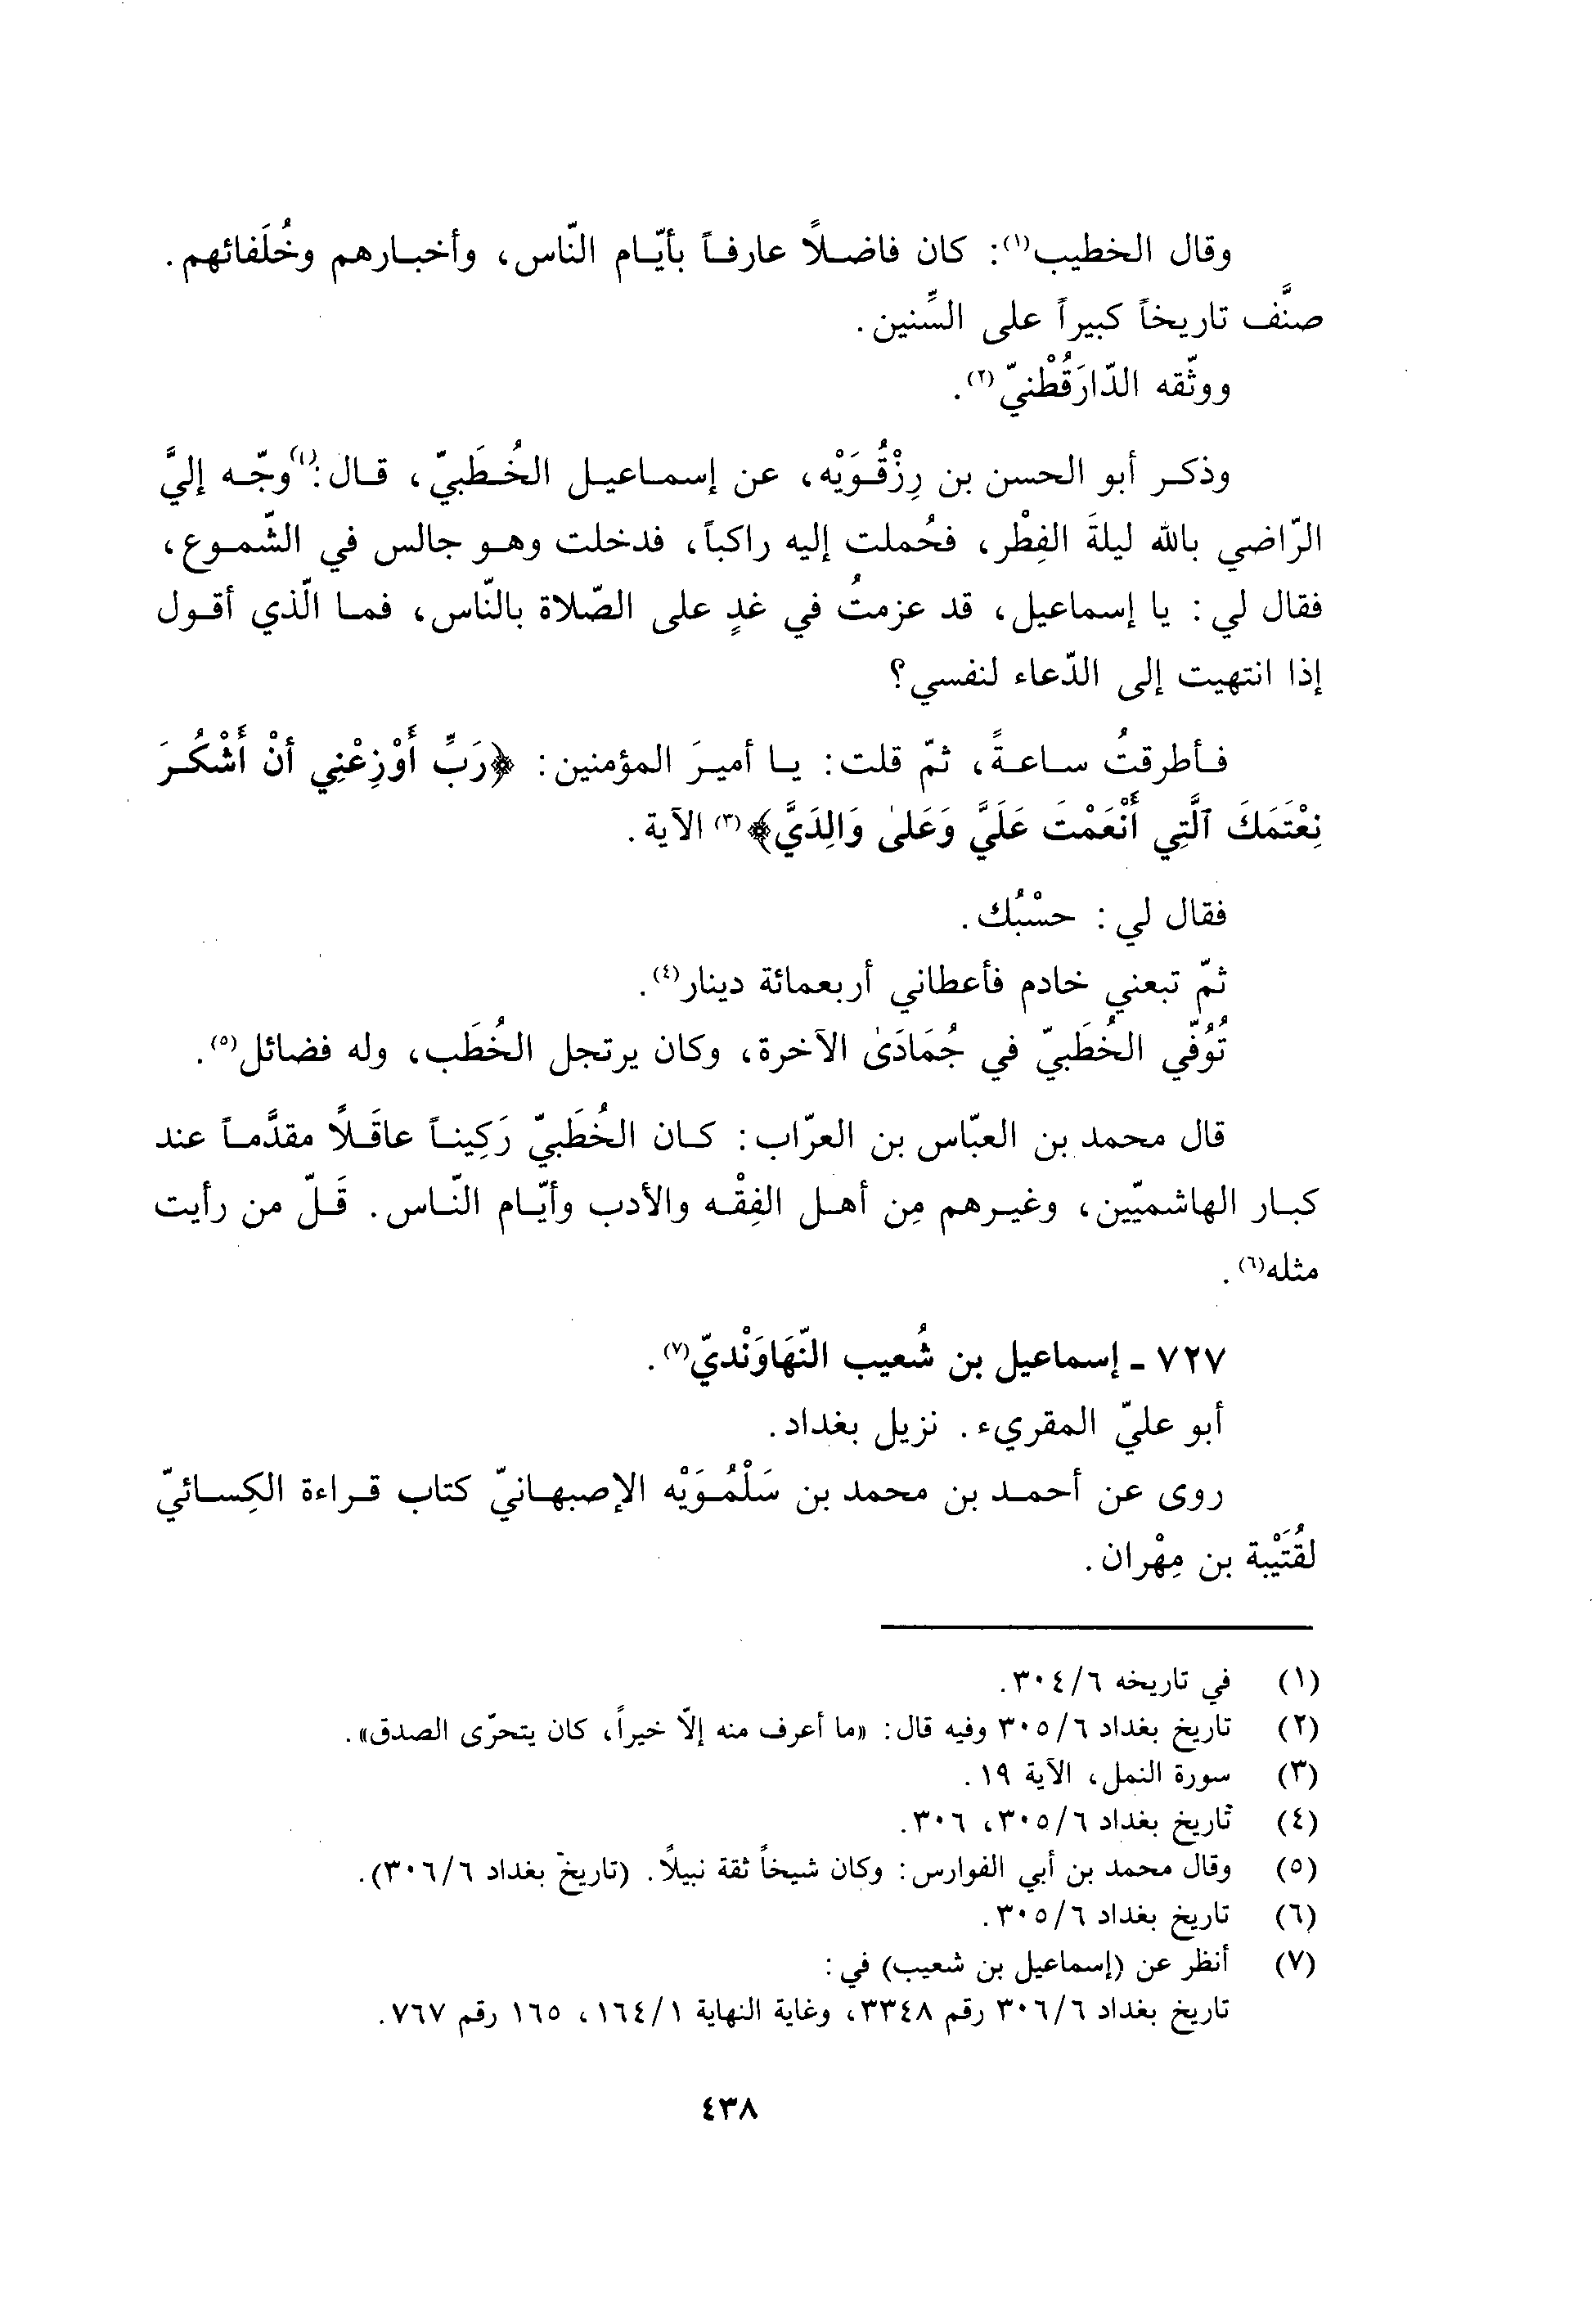 وقال الخطيب(١): كان فاضلاً عارفاً بأيّام النّاس، وأخبارهم وخُلَفائهم.
صنَّف تاريخاً كبيراً على السِّنين.
ووثّقه الدّارَقُطْنيّ(٢).
وذكر أبو الحسن بن رِزْقُوَيْه، عن إسماعيل الخُطَبيّ، قال:(١) وجّه إليَّ
الرّاضي بالله ليلةَ الفِطْر، فحُملت إليه راكباً، فدخلت وهو جالس في الشّموع،
فقال لي: يا إسماعيل، قد عزمتُ في غدٍ على الصّلاة بالنّاس، فما الّذي أقول
إذا انتهيت إلى الدّعاء لنفسي؟
فأطرقتُ ساعةً، ثمّ قلت: يا أميرَ المؤمنين: ﴿رَبِّ أَوْزِعْنِي أنْ أَشْكُرَ
نِعْتَمَكَ ٱلَّتِي أَنْعَمْتَ عَلَيَّ وَعَلىٰ وَالِدَيَّ﴾(٣) الآية.
فقال لي: حسْبُك.
ثمّ تبعني خادم فأعطاني أربعمائة دينار(٤).
تُوُفّي الخُطَبيّ في جُمَادَىٰ الآخرة، وكان يرتجل الخُطَب، وله فضائل(٥).
قال محمد بن العبّاس بن العرّاب: كان الخُطَبيّ رَكِيناً عاقَلاً مقدَّماً عند
كبار الهاشميّين، وغيرهم مِن أهل الفِقْه والأدب وأيّام النّاس. قَلّ من رأيت
مثله(٦).
٧٢٧ - إسماعيل بن شُعيب النّهَاوَنْديّ(٧).
أبو عليّ المقريء. نزيل بغداد.
روى عن أحمد بن محمد بن سَلْمُوَيْه الإصبهانيّ كتاب قراءة الكِسائيّ
لقُتَيْبة بن مِهْران.
(١) في تاريخه ٣٠٤/٦.
(٢) تاريخ بغداد ٣٠٥/٦ وفيه قال: «ما أعرف منه إلاّ خيراً، كان يتحرّى الصدق».
(٣) سورة النمل، الآية ١٩.
(٤) تاريخ بغداد ٣٠٥/٦، ٣٠٦.
(٥) وقال محمد بن أبي الفوارس: وكان شيخاً ثقة نبيلاً. (تاريخ بغداد ٣٠٦/٦).
(٦) تاريخ بغداد ٣٠٥/٦.
(٧) أنظر عن (إسماعيل بن شعيب) في:
تاريخ بغداد ٣٠٦/٦ رقم ٣٣٤٨، وغاية النهاية ١٦٤/١، ١٦٥ رقم ٧٦٧.
٤٣٨